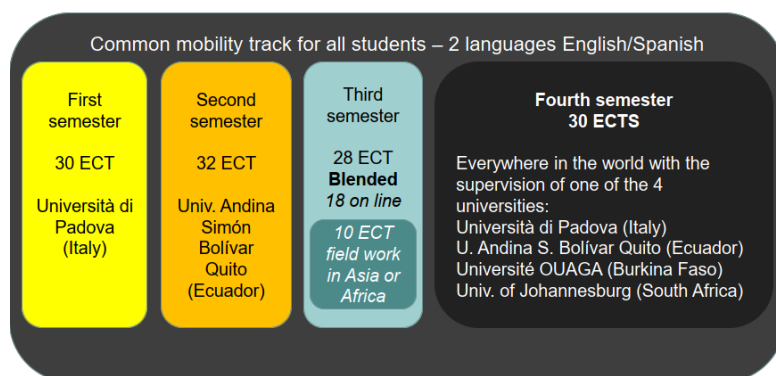 Common mobility track for all students – 2 languages English/Spanish
First
semester
30 ECT
Università di
Padova
(Italy)
Second
semester
32 ECT
Univ. Andina
Simón
Bolívar
Quito
(Ecuador)
Third
semester
28 ECT
Blended
18 on line
10 ECT
field work
in Asia or
Africa
Fourth semester
30 ECTS
Everywhere in the world with the
supervision of one of the 4
universities:
Università di Padova (Italy)
U. Andina S. Bolívar Quito (Ecuador)
Université OUAGA (Burkina Faso)
Univ. of Johannesburg (South Africa)